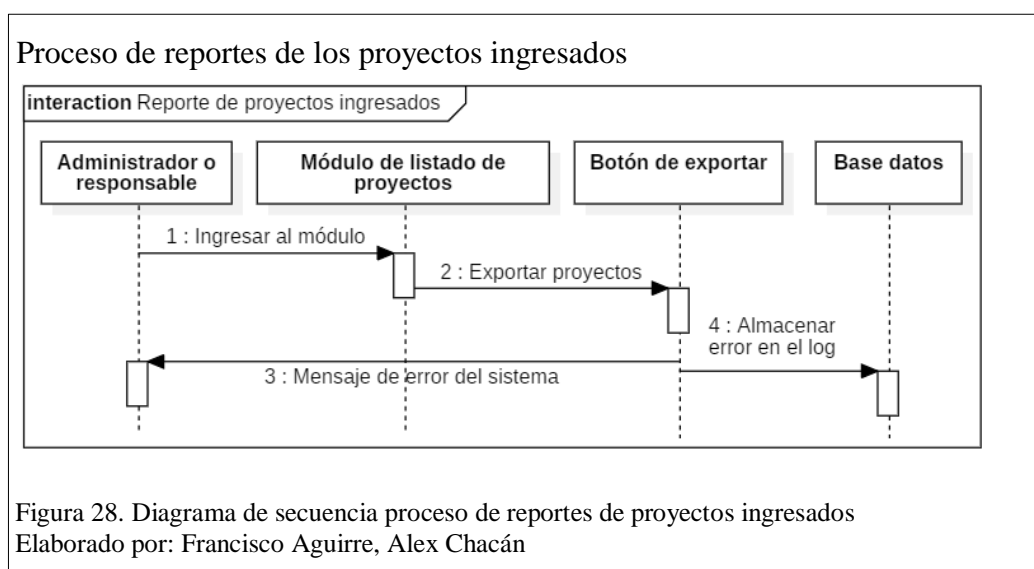 Proceso de reportes de los proyectos ingresados
interaction Reporte de proyectos ingresados
Administrador o
responsable
Módulo de listado de
proyectos
Botón de exportar
Base datos
1 : Ingresar al módulo
2 : Exportar proyectos
4 : Almacenar
error en el log
3 : Mensaje de error del sistema
Figura 28. Diagrama de secuencia proceso de reportes de proyectos ingresados
Elaborado por: Francisco Aguirre, Alex Chacán